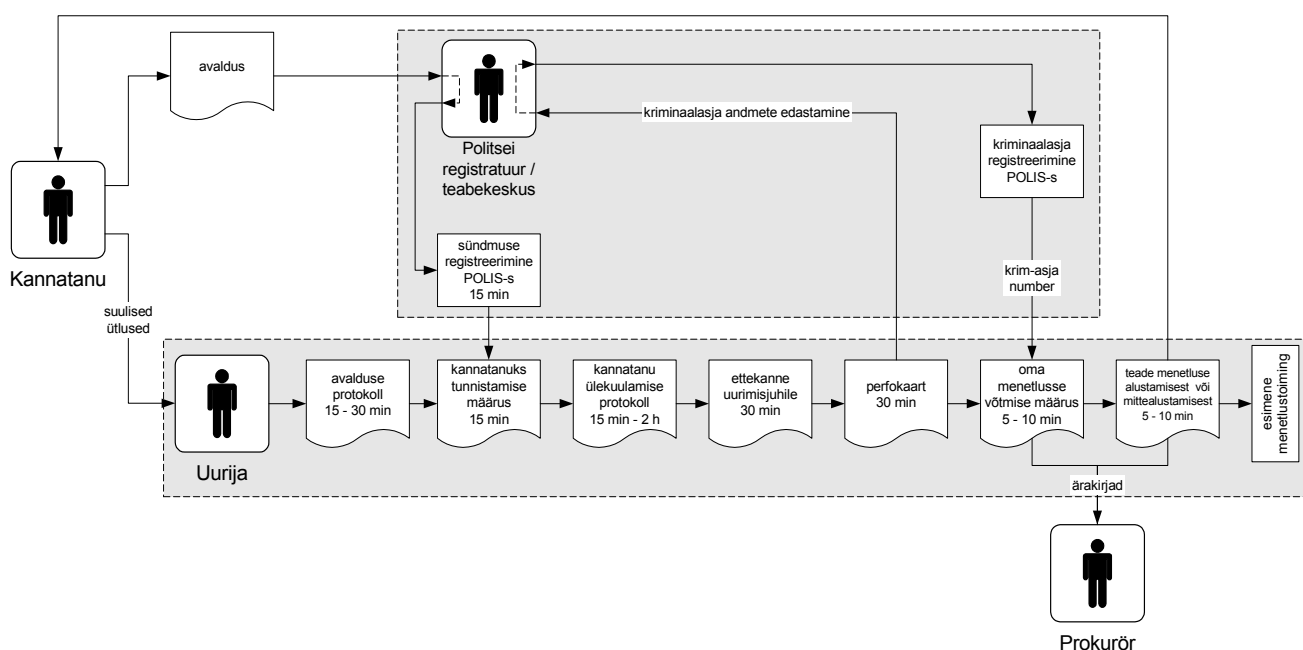 avaldus
kriminaalasja andmete edastamine
Politsei
registratuur /
teabekeskus
kriminaalasja
registreerimine
POLIS-s
Kannatanu
sündmuse
registreerimine
POLIS-s
15 min
krim-asja
number
suulised
ütlused
Uurija
avalduse
protokoll
15 - 30 min
kannatanuks
tunnistamise
määrus
15 min
kannatanu
ülekuulamise
protokoll
15 min - 2 h
ettekanne
uurimisjuhile
30 min
perfokaart
30 min
oma
menetlusse
võtmise määrus
5 - 10 min
teade menetluse
alustamisest või
mittealustamisest
5 - 10 min
esimene
menetlustoiming
ärakirjad
Prokurör